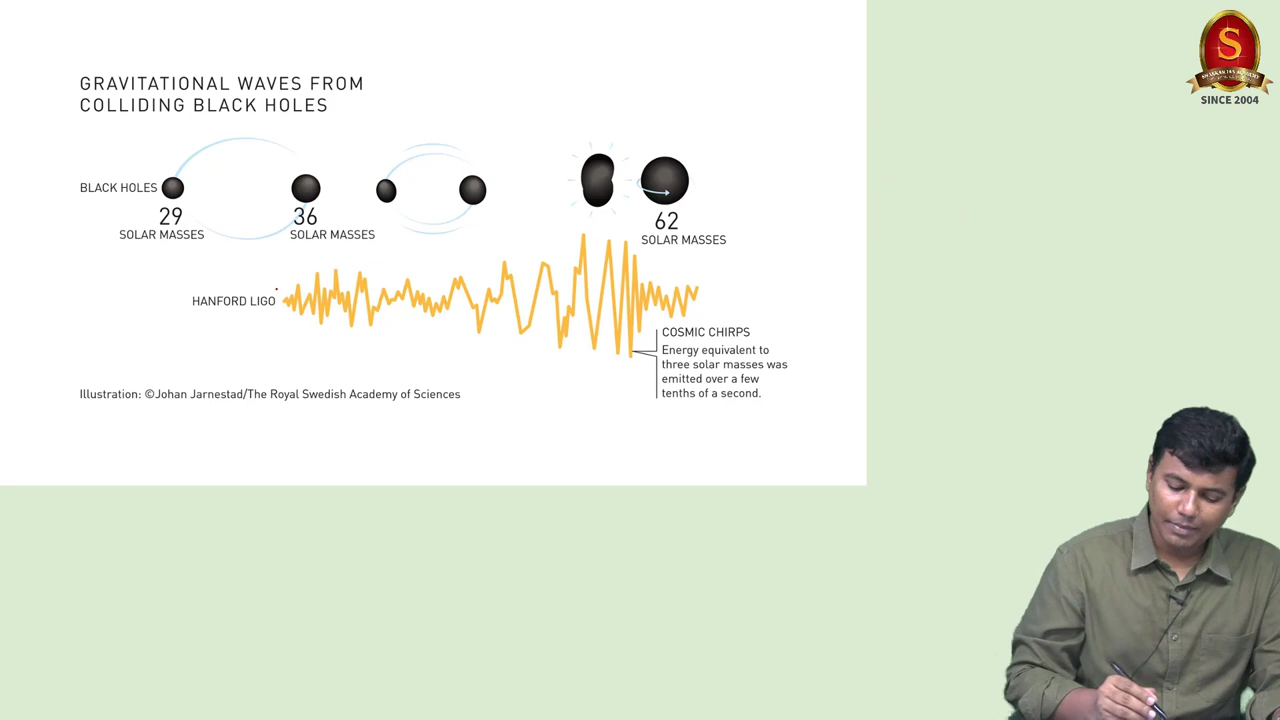 GRAVITATIONAL WAVES FROM
COLLIDING BLACK HOLES
BLACK HOLES
29
SOLAR MASSES
36
SOLAR MASSES
62
SOLAR MASSES
HANFORD LIGO
COSMIC CHIRPS
Energy equivalent to
three solar masses was
emitted over a few
tenths of a second.
Illustration: ©Johan Jarnestad/The Royal Swedish Academy of Sciences
S
SINCE 2004